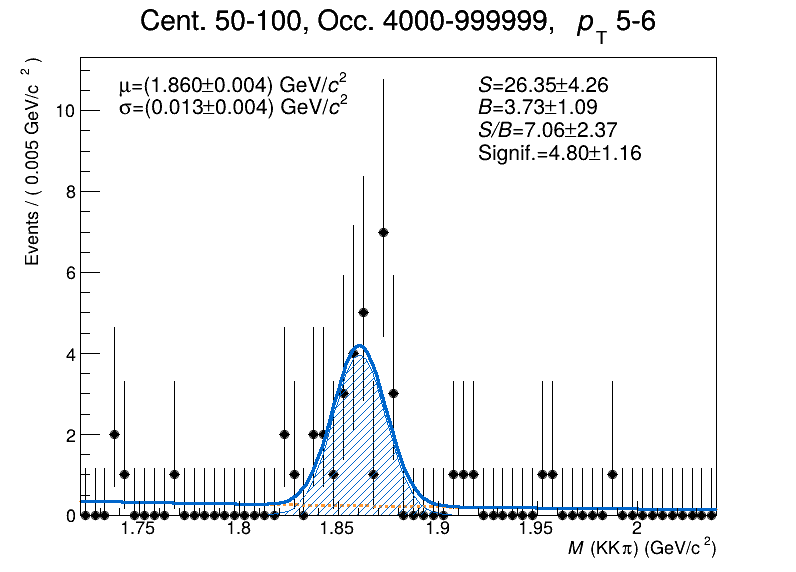 Cent. 50-100, Occ. 4000-999999, p_T 5-6
Events / ( 0.005 GeV/c² )
μ=(1.860±0.004) GeV/c²
σ=(0.013±0.004) GeV/c²
S=26.35±4.26
B=3.73±1.09
S/B=7.06±2.37
Signif.=4.80±1.16
10
8
6
4
2
0
1.75 1.8 1.85 1.9 1.95 2
M (KKπ) (GeV/c²)